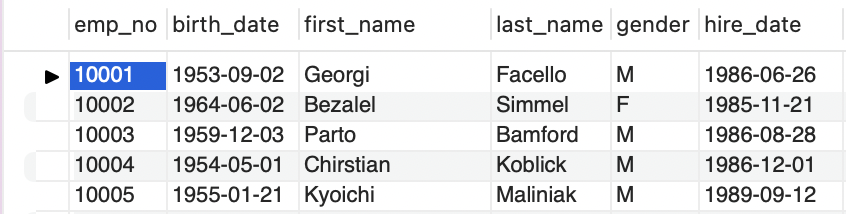 emp_no birth_date first_name last_name gender hire_date
10001 1953-09-02 Georgi Facello M 1986-06-26
10002 1964-06-02 Bezalel Simmel F 1985-11-21
10003 1959-12-03 Parto Bamford M 1986-08-28
10004 1954-05-01 Chirstian Koblick M 1986-12-01
10005 1955-01-21 Kyoichi Maliniak M 1989-09-12